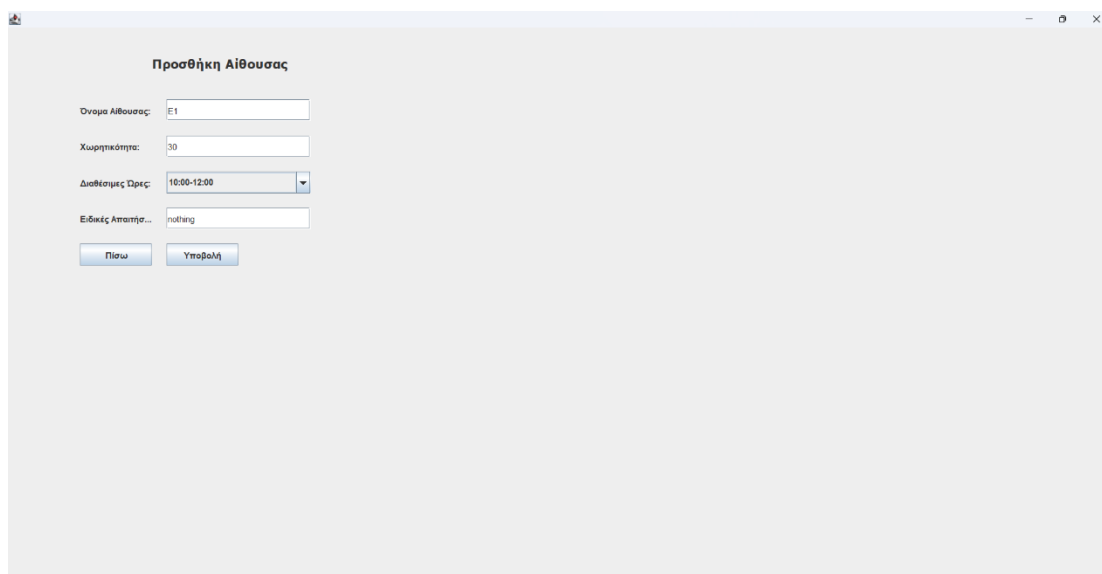 Προσθήκη Αίθουσας
Όνομα Αίθουσας: E1
Χωρητικότητα: 30
Διαθέσιμες Ώρες: 10:00-12:00
Ειδικές Απαιτήσ... nothing
Πίσω Υποβολή